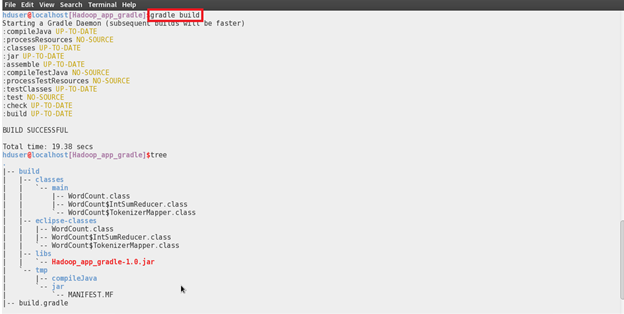 File Edit View Search Terminal Help
hduser@localhost[Hadoop_app_gradle]$gradle build
Starting a Gradle Daemon (subsequent builds will be faster)
:compileJava UP-TO-DATE
:processResources NO-SOURCE
:classes UP-TO-DATE
:jar UP-TO-DATE
:assemble UP-TO-DATE
:compileTestJava NO-SOURCE
:processTestResources NO-SOURCE
:testClasses UP-TO-DATE
:test NO-SOURCE
:check UP-TO-DATE
:build UP-TO-DATE
BUILD SUCCESSFUL
Total time: 19.38 secs
hduser@localhost[Hadoop_app_gradle]$tree
.
|-- build
|   |-- classes
|   |   `-- main
|   |       |-- WordCount.class
|   |       |-- WordCount$IntSumReducer.class
|   |       `-- WordCount$TokenizerMapper.class
|   |-- eclipse-classes
|   |   |-- WordCount.class
|   |   |-- WordCount$IntSumReducer.class
|   |   `-- WordCount$TokenizerMapper.class
|   |-- libs
|   |   `-- Hadoop_app_gradle-1.0.jar
|   `-- tmp
|       |-- compileJava
|       `-- jar
|           `-- MANIFEST.MF
|-- build.gradle